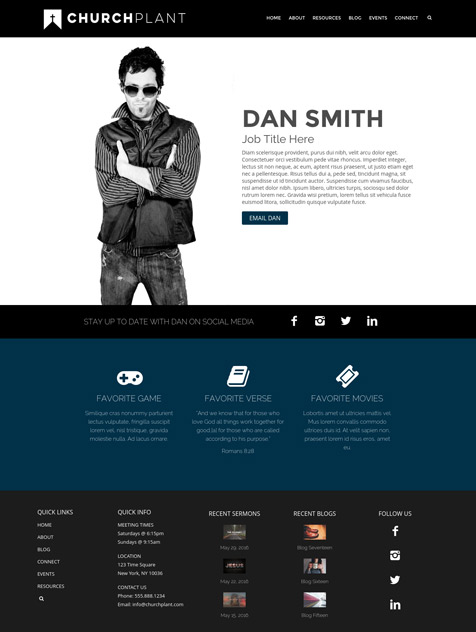 CHURCHPLANT
HOME ABOUT RESOURCES BLOG EVENTS CONNECT
DAN SMITH
Job Title Here
Diam scelerisque provident, purus dui nibh, velit arcu dolor eget.
Consectetuer orci vestibulum pede vitae rhoncus. Imperdiet integer,
lectus sit non neque, ac eum, aptent risus praesent, ut justo etiam eget
nec a pellentesque. Risus tellus dui a, pede sed, tincidunt magna, sit
suspendisse ut id tincidunt auctor. Suspendisse cum vivamus faucibus,
nisl amet dolor nibh. Ipsum libero, ultricies turpis, sociosqu sed dolor
rutrum lorem nec. Gravida wisi pretium, lorem tellus sit vehicula fusce
euismod litora, sollicitudin quisque vulputate fusce.
EMAIL DAN
STAY UP TO DATE WITH DAN ON SOCIAL MEDIA
FAVORITE GAME
Similique cras nonummy parturient
lectus vulputate, fringilla suscipit
lorem vel, nisl tristique, gravida
molestie nulla. Ad lacus ornare.
FAVORITE VERSE
"And we know that for those who
love God all things work together for
good,1a] for those who are called
according to his purpose."
Romans 8:28
FAVORITE MOVIES
Lobortis amet ut ultricies mattis vel.
Mus lorem convallis commodo
ultrices duis id. At velit sapien non,
praesent lorem id risus eros, amet
eu.
QUICK LINKS
HOME
ABOUT
BLOG
CONNECT
EVENTS
RESOURCES
QUICK INFO
MEETING TIMES
Saturdays @ 6:15pm
Sundays @ 9:15am
LOCATION
123 Time Square
New York, NY 10036
CONTACT US
Phone: 555.888.1234
Email: info@churchplant.com
RECENT SERMONS
May 29, 2016
JESUS
May 22, 2016
May 15, 2016
RECENT BLOGS
Blog Seventeen
Blog Sixteen
Blog Fifteen
FOLLOW US